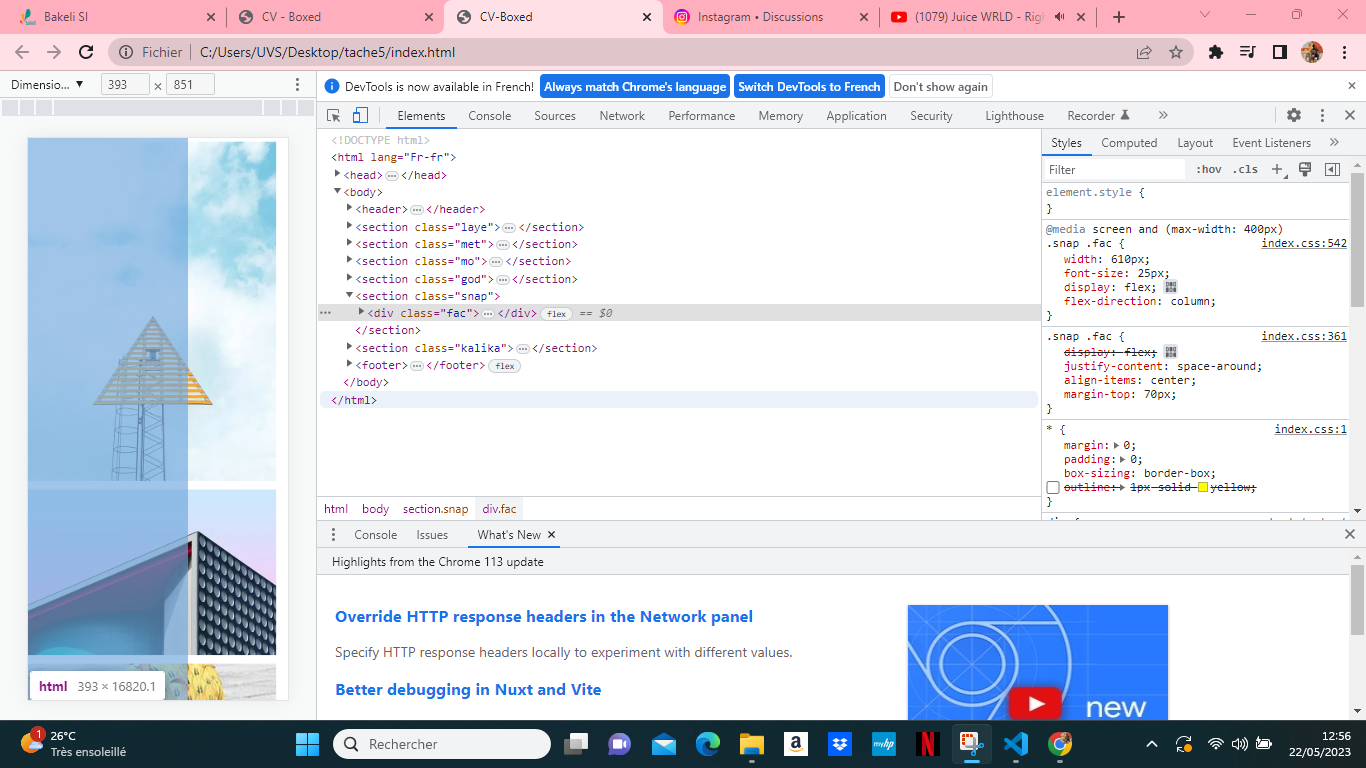 Bakeli SI
CV - Boxed
CV-Boxed
Instagram • Discussions
(1079) Juice WRLD - Righ
Fichier C:/Users/UVS/Desktop/tache5/index.html
Dimensio... ▼ 393 × 851
DevTools is now available in French! Always match Chrome's language Switch DevTools to French Don't show again
Elements Console Sources Network Performance Memory Application Security Lighthouse Recorder
<!DOCTYPE html>
<html lang="Fr-fr">
<head>…</head>
<body>
<header>…</header>
<section class="laye">…</section>
<section class="met">…</section>
<section class="mo">…</section>
<section class="god">…</section>
<section class="snap">
<div class="fac">…</div> flex == $0
</section>
<section class="kalika">…</section>
<footer>…</footer> flex
</body>
</html>
html body section.snap div.fac
Styles Computed Layout Event Listeners
Filter :hov .cls
element.style {
}
@media screen and (max-width: 400px)
.snap .fac { index.css:542
width: 610px;
font-size: 25px;
display: flex;
flex-direction: column;
}
.snap .fac { index.css:361
display: flex;
justify-content: space-around;
align-items: center;
margin-top: 70px;
}
* { index.css:1
margin: 0;
padding: 0;
box-sizing: border-box;
outline: 1px solid yellow;
}
Console Issues What's New
Highlights from the Chrome 113 update
Override HTTP response headers in the Network panel
Specify HTTP response headers locally to experiment with different values.
Better debugging in Nuxt and Vite
new
html 393 × 16820.1
1
26°C
Très ensoleillé
Rechercher
a
myhp
N
12:56
22/05/2023